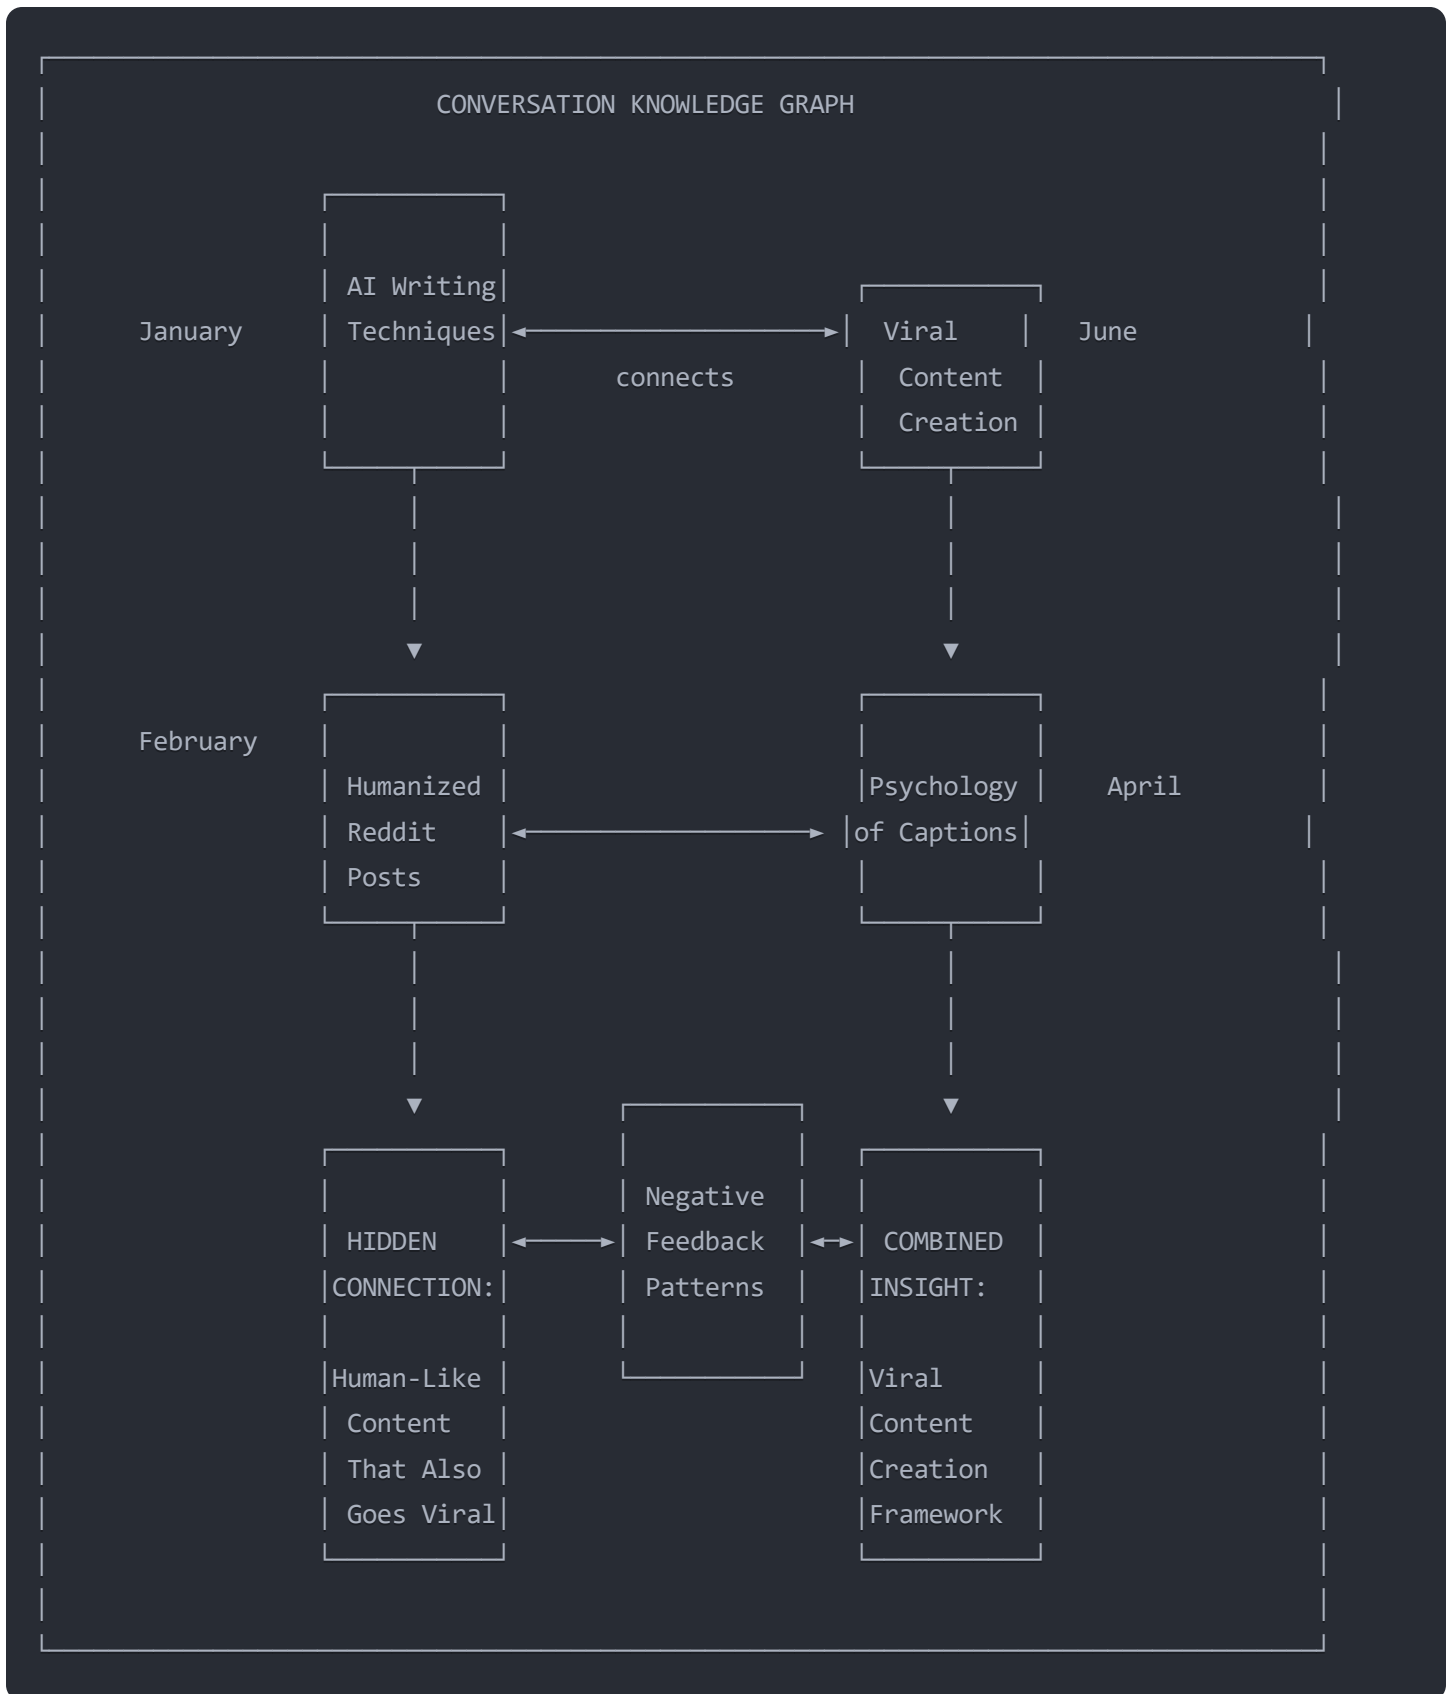 CONVERSATION KNOWLEDGE GRAPH
AI Writing
January Techniques Viral June
connects Content
Creation
February
Humanized Psychology April
Reddit of Captions
Posts
Negative
HIDDEN Feedback COMBINED
CONNECTION: Patterns INSIGHT:
Human-Like Viral
Content Content
That Also Creation
Goes Viral Framework